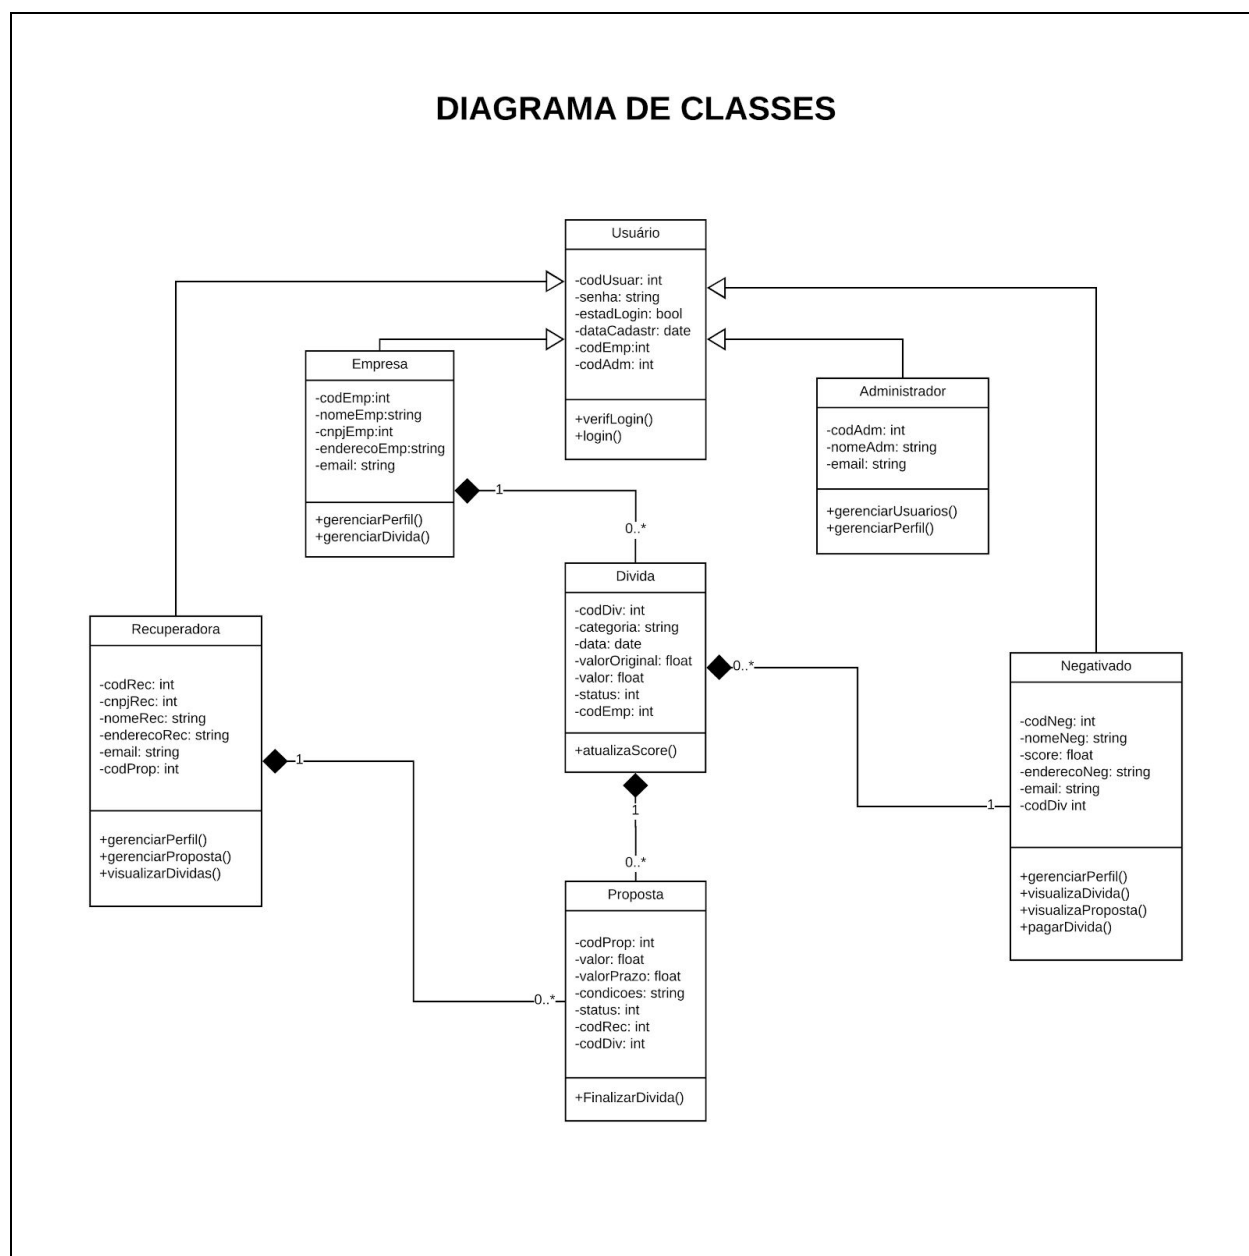 DIAGRAMA DE CLASSES
Usuário
-codUsuar: int
-senha: string
-estadLogin: bool
-dataCadastr: date
-codEmp:int
-codAdm: int
+verifLogin()
+login()
Empresa
-codEmp:int
-nomeEmp:string
-cnpjEmp:int
-enderecoEmp:string
-email: string
+gerenciarPerfil()
+gerenciarDivida()
Administrador
-codAdm: int
-nomeAdm: string
-email: string
+gerenciarUsuarios()
+gerenciarPerfil()
1
0..*
Divida
-codDiv: int
-categoria: string
-data: date
-valorOriginal: float
-valor: float
-status: int
-codEmp: int
+atualizaScore()
0..*
1
Recuperadora
-codRec: int
-cnpjRec: int
-nomeRec: string
-enderecoRec: string
-email: string
-codProp: int
+gerenciarPerfil()
+gerenciarProposta()
+visualizarDividas()
1
0..*
Negativado
-codNeg: int
-nomeNeg: string
-score: float
-enderecoNeg: string
-email: string
-codDiv int
+gerenciarPerfil()
+visualizaDivida()
+visualizaProposta()
+pagarDivida()
1
0..*
Proposta
-codProp: int
-valor: float
-valorPrazo: float
-condicoes: string
-status: int
-codRec: int
-codDiv: int
+FinalizarDivida()